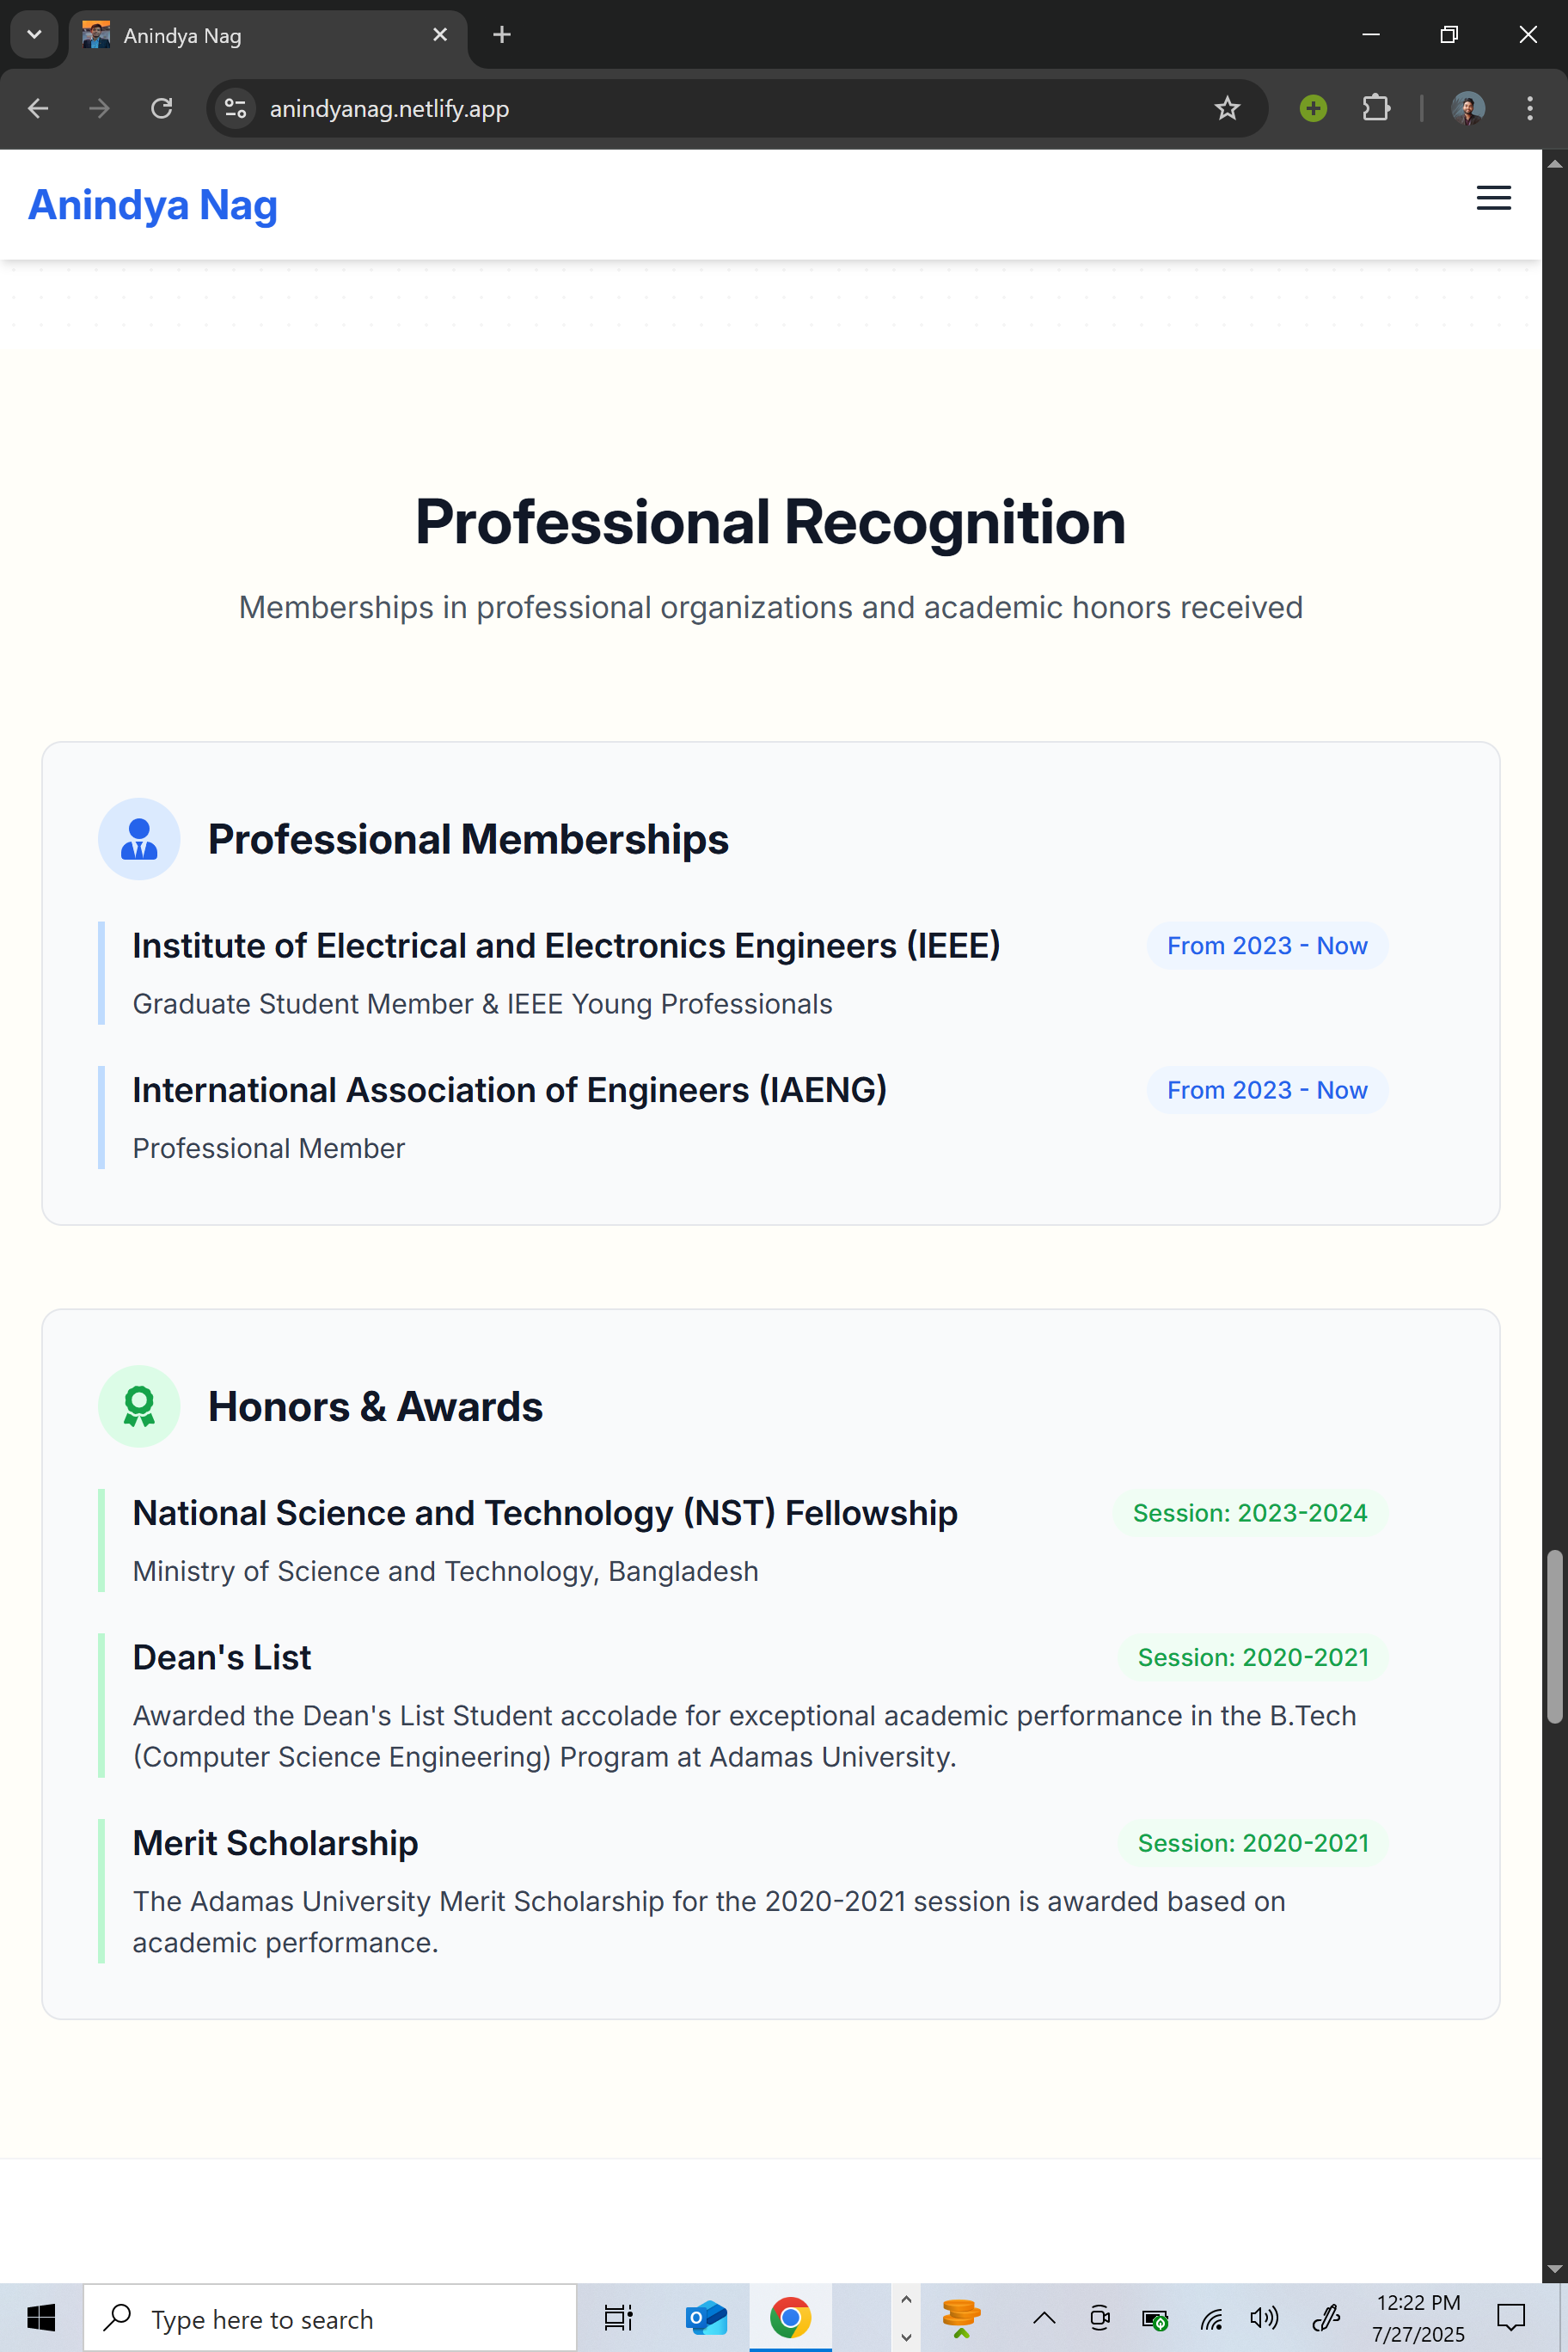 Anindya Nag
anindyanag.netlify.app
Anindya Nag
Professional Recognition
Memberships in professional organizations and academic honors received
Professional Memberships
Institute of Electrical and Electronics Engineers (IEEE)
From 2023 - Now
Graduate Student Member & IEEE Young Professionals
International Association of Engineers (IAENG)
From 2023 - Now
Professional Member
Honors & Awards
National Science and Technology (NST) Fellowship
Session: 2023-2024
Ministry of Science and Technology, Bangladesh
Dean's List
Session: 2020-2021
Awarded the Dean's List Student accolade for exceptional academic performance in the B.Tech
(Computer Science Engineering) Program at Adamas University.
Merit Scholarship
Session: 2020-2021
The Adamas University Merit Scholarship for the 2020-2021 session is awarded based on
academic performance.
Type here to search
12:22 PM
7/27/2025